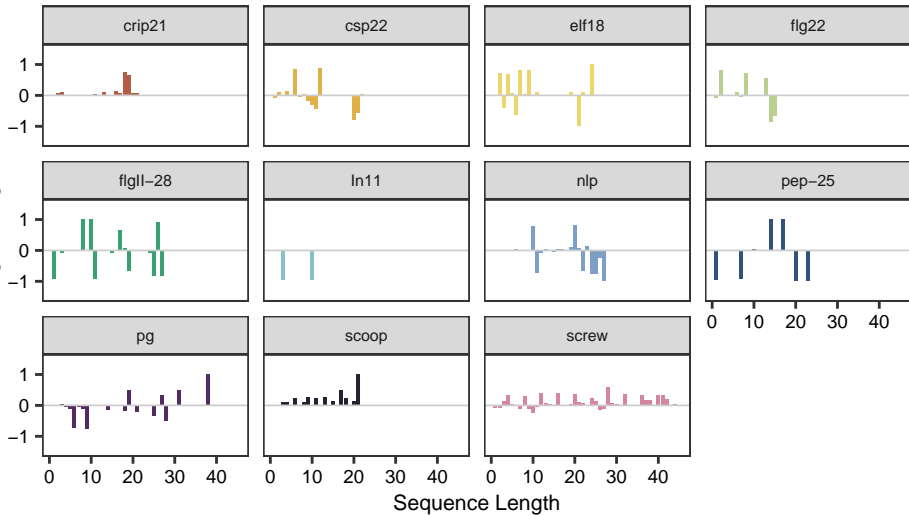 crip21 csp22 elf18 flg22
1
0
−1
flgII−28 In11 nlp pep−25
1
0
−1
0 10 20 30 40
pg scoop screw
1
0
−1
0 10 20 30 40 0 10 20 30 40 0 10 20 30 40
Sequence Length